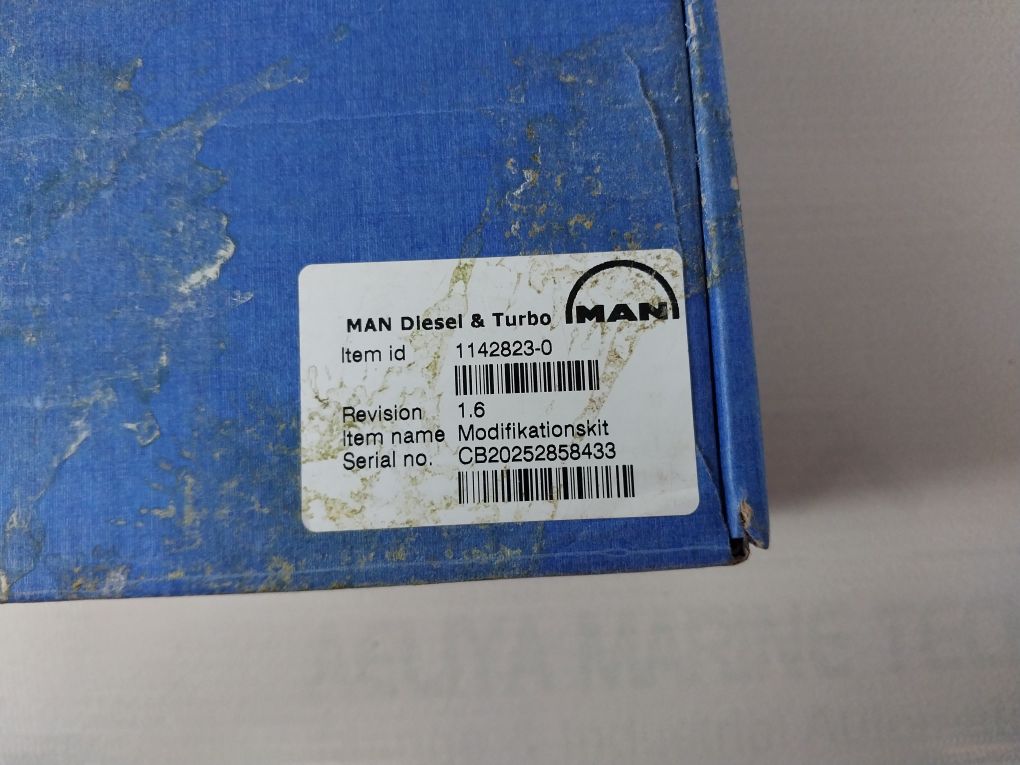 MAN Diesel & Turbo MAN
Item id 1142823-0
Revision 1.6
Item name Modifikationskit
Serial no. CB20252858433